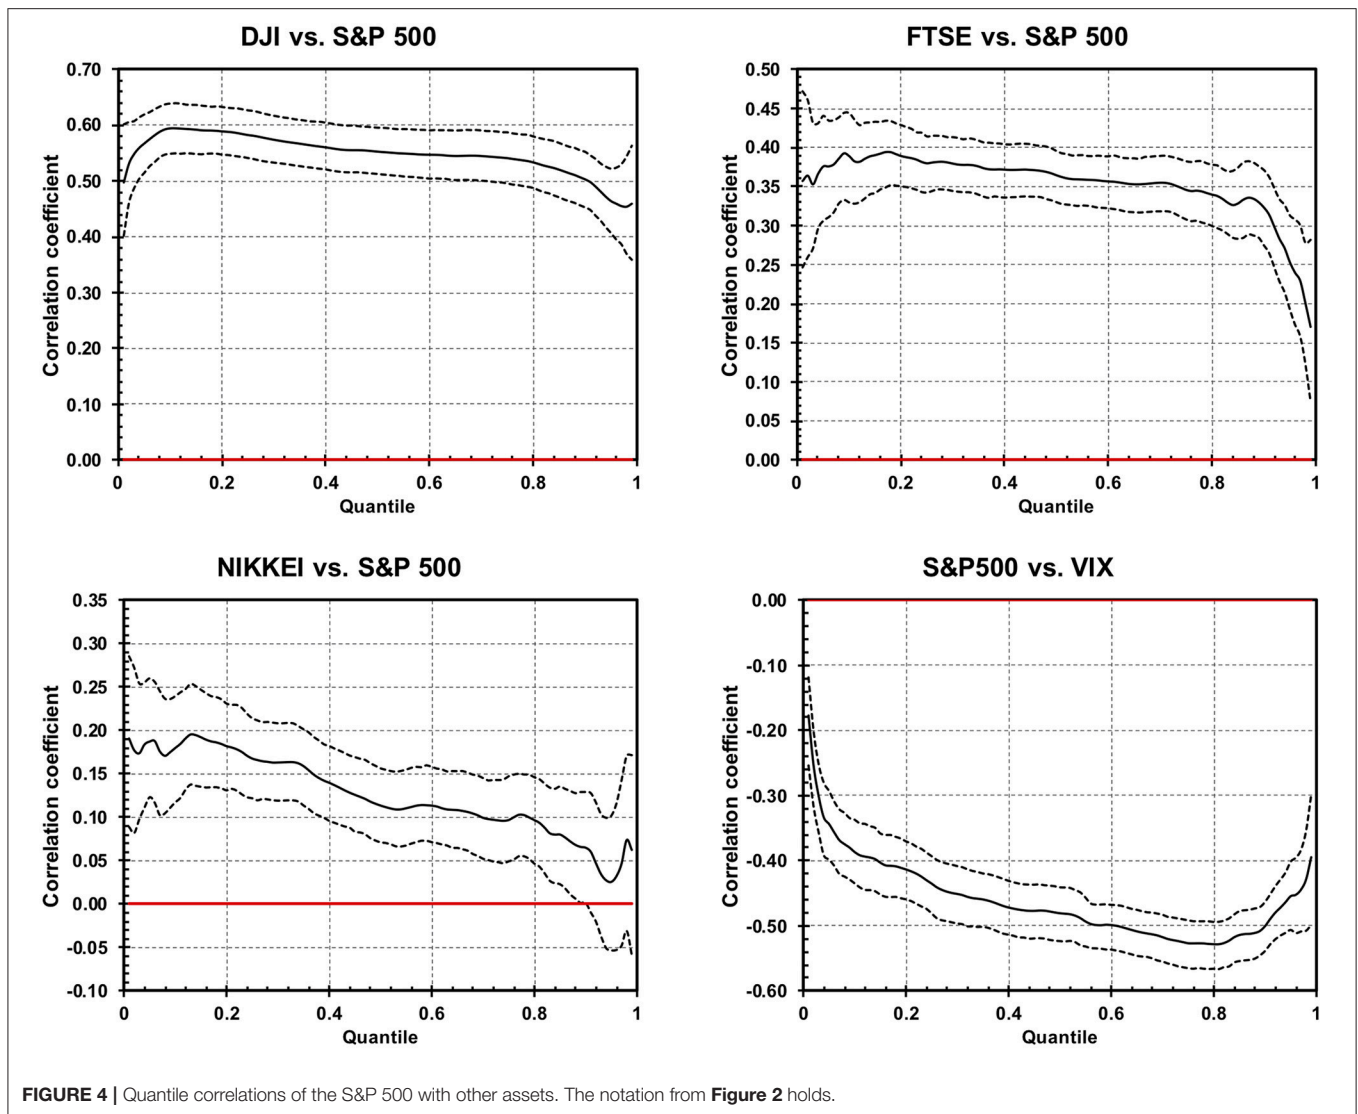 DJI vs. S&P 500
0.70
0.60
0.50
0.40
0.30
0.20
0.10
0.00
Correlation coefficient
0 0.2 0.4 0.6 0.8 1
Quantile
FTSE vs. S&P 500
0.50
0.45
0.40
0.35
0.30
0.25
0.20
0.15
0.10
0.05
0.00
Correlation coefficient
0 0.2 0.4 0.6 0.8 1
Quantile
NIKKEI vs. S&P 500
0.35
0.30
0.25
0.20
0.15
0.10
0.05
0.00
-0.05
-0.10
Correlation coefficient
0 0.2 0.4 0.6 0.8 1
Quantile
S&P500 vs. VIX
0.00
-0.10
-0.20
-0.30
-0.40
-0.50
-0.60
Correlation coefficient
0 0.2 0.4 0.6 0.8 1
Quantile
FIGURE 4 | Quantile correlations of the S&P 500 with other assets. The notation from Figure 2 holds.